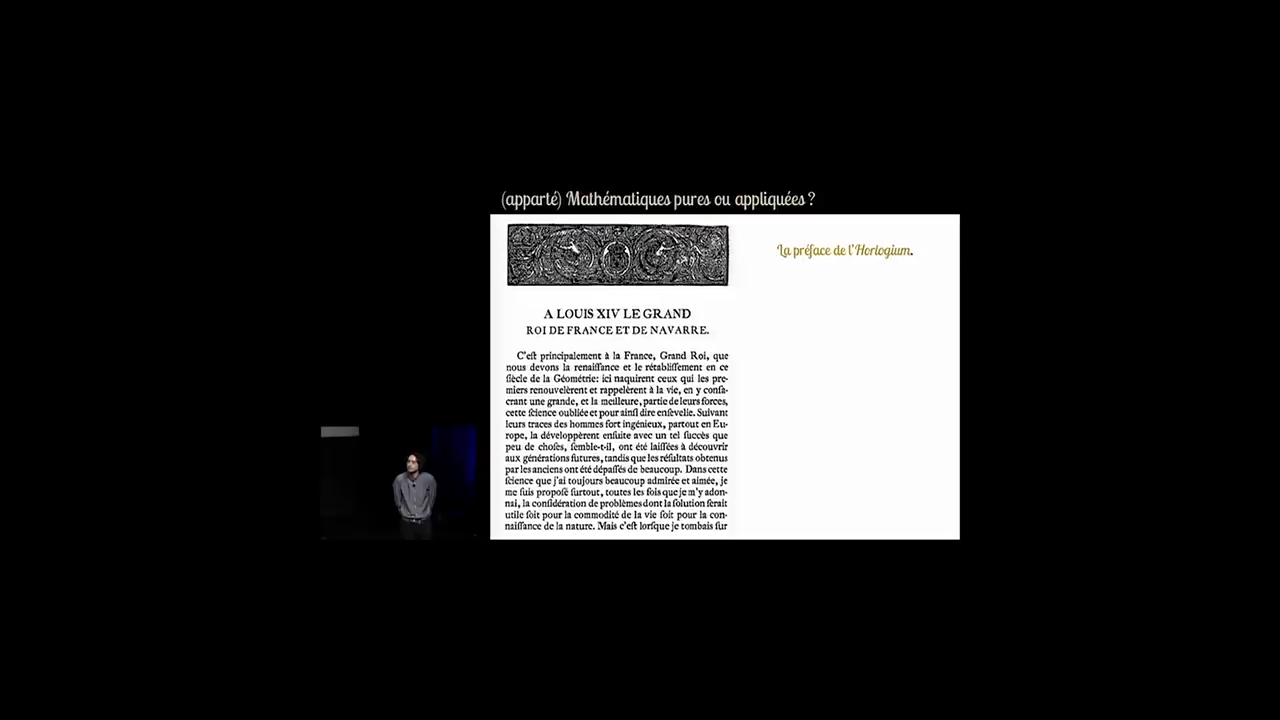 (apparté) Mathématiques pures ou appliquées ?
La préface de l'Horlogium.
A LOUIS XIV LE GRAND
ROI DE FRANCE ET DE NAVARRE.
C'eſt principalement à la France, Grand Roi, que
nous devons la renaiſſance et le rétabliſſement en ce
ſiècle de la Géométrie: ici naquirent ceux qui les pre-
miers renouvelèrent et rappelèrent à la vie, en y conſa-
crant une grande, et la meilleure, partie de leurs forces,
cette ſcience oubliée et pour ainſi dire enſevelie. Suivant
leurs traces des hommes fort ingénieux, partout en Eu-
rope, la développèrent enſuite avec un tel ſuccès que
peu de choſes, ſemble-t-il, ont été laiſſées à découvrir
aux générations futures, tandis que les réſultats obtenus
par les anciens ont été dépaſſés de beaucoup. Dans cette
ſcience que j'ai toujours beaucoup admirée et aimée, je
me ſuis propoſé ſurtout, toutes les fois que je m'y adon-
nai, la conſidération de problèmes dont la ſolution ſerait
utile ſoit pour la commodité de la vie ſoit pour la con-
naiſſance de la nature. Mais c'eſt lorſque je tombais ſur